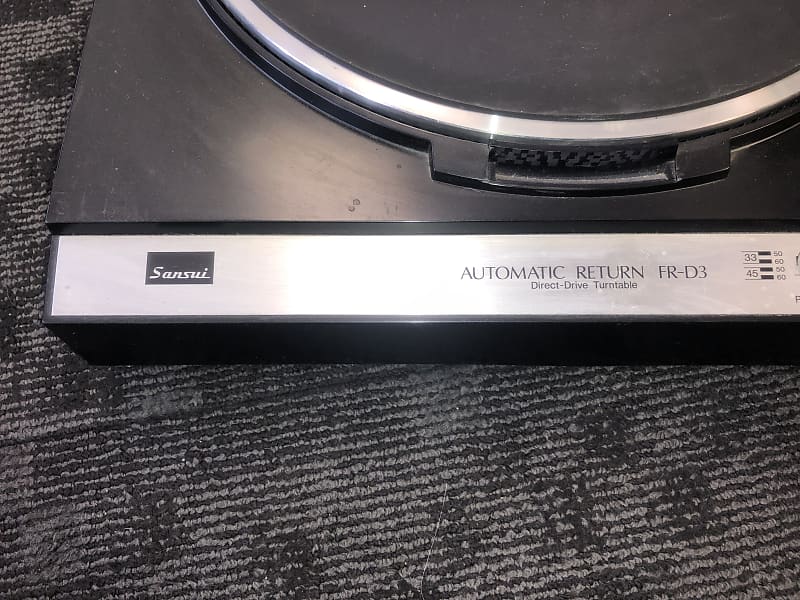 Sansui
AUTOMATIC RETURN FR-D3
Direct-Drive Turntable
33 50
60
45 50
60